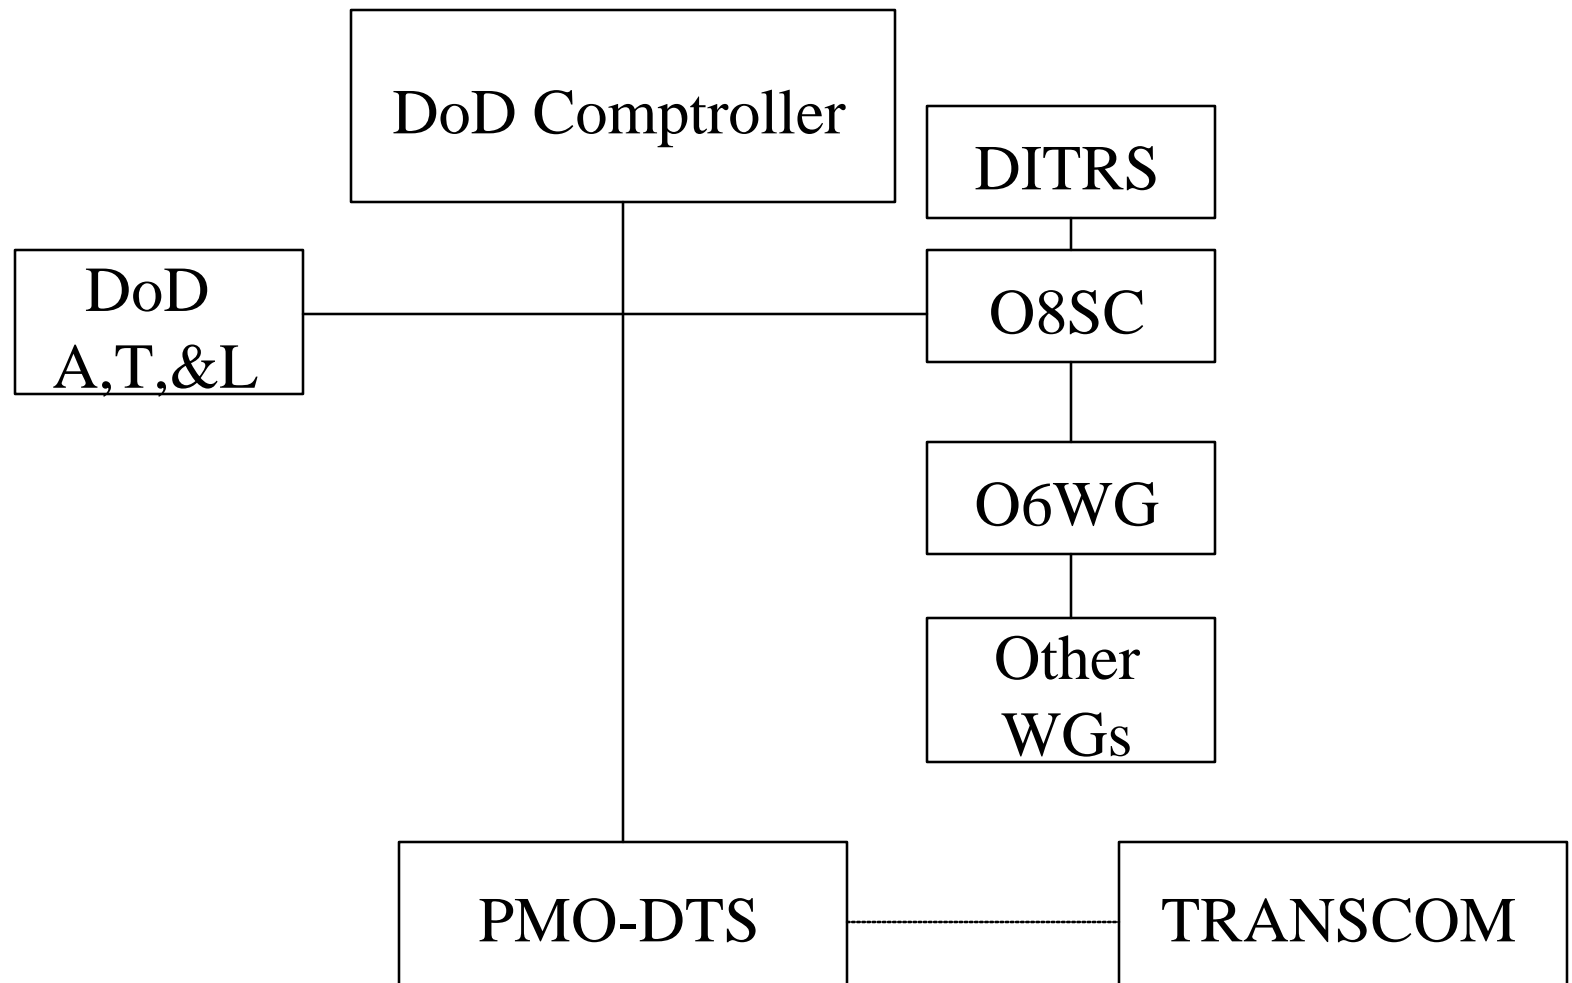 DoD Comptroller
DITRS
DoD
A,T,&L
O8SC
O6WG
Other
WGs
PMO-DTS
TRANSCOM